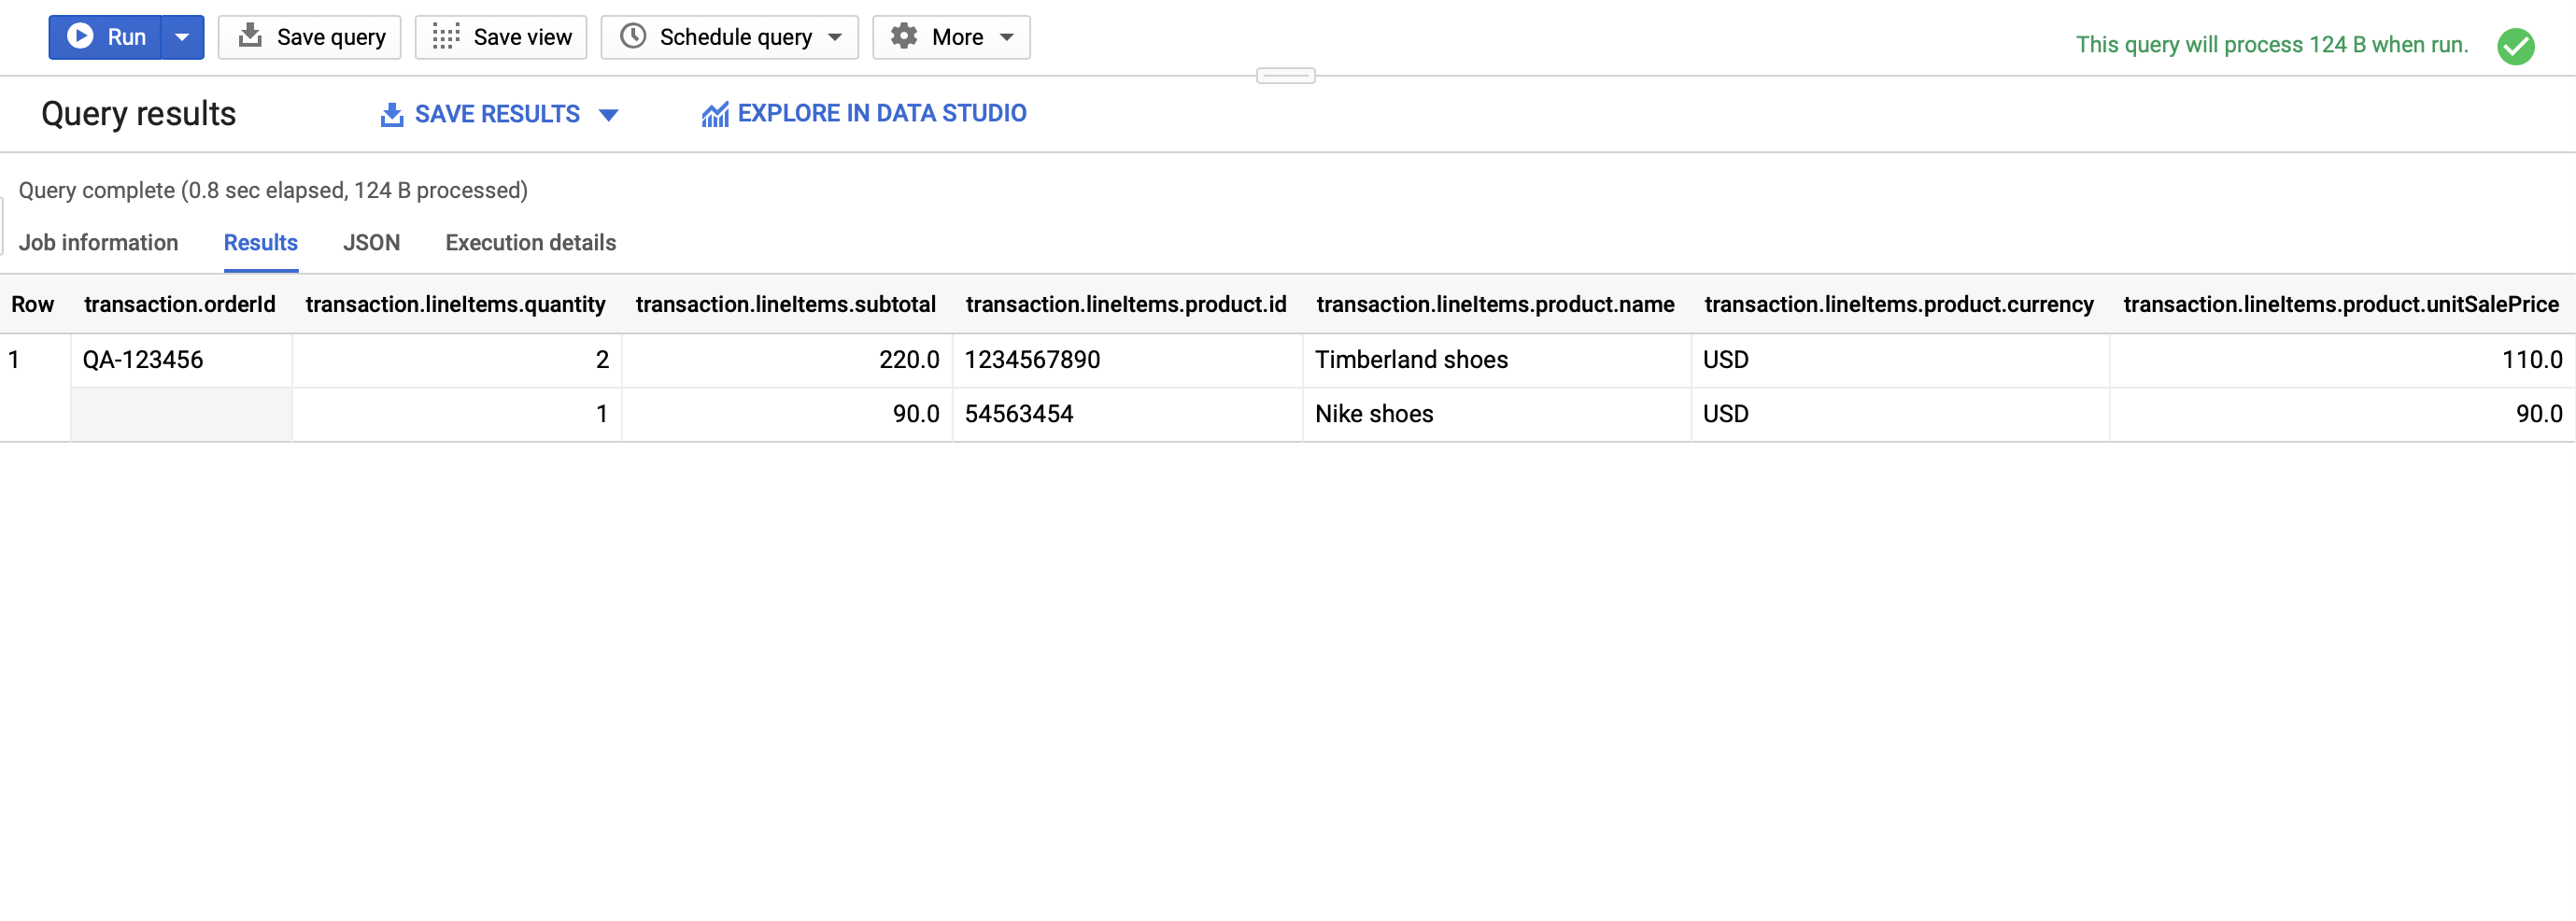 Run Save query Save view Schedule query More This query will process 124 B when run.
Query results SAVE RESULTS EXPLORE IN DATA STUDIO
Query complete (0.8 sec elapsed, 124 B processed)
Job information Results JSON Execution details
Row transaction.orderId transaction.lineItems.quantity transaction.lineItems.subtotal transaction.lineItems.product.id transaction.lineItems.product.name transaction.lineItems.product.currency transaction.lineItems.product.unitSalePrice
1 QA-123456 2 220.0 1234567890 Timberland shoes USD 110.0
1 90.0 54563454 Nike shoes USD 90.0